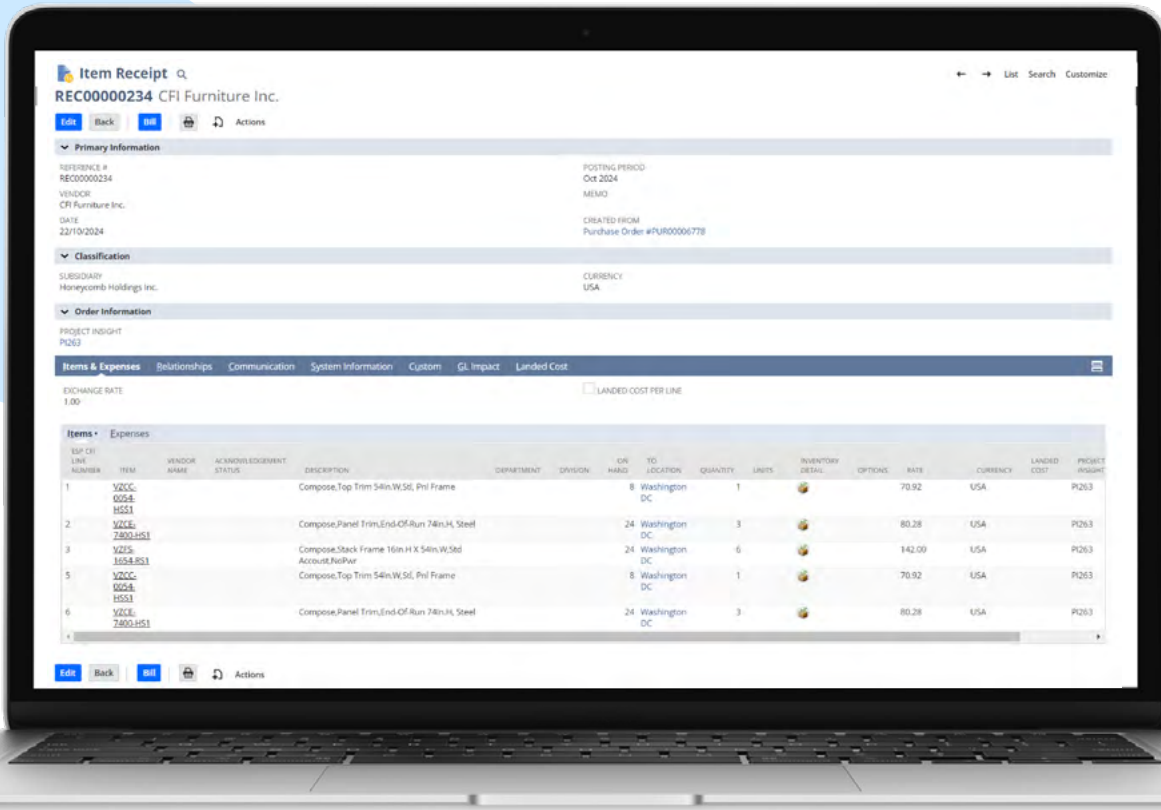 Item Receipt
← → List Search Customize
REC00000234 CFI Furniture Inc.
Edit Back Bill Actions
Primary Information
REFERENCE #
REC00000234
POSTING PERIOD
Oct 2024
VENDOR
CFI Furniture Inc.
MEMO
DATE
22/10/2024
CREATED FROM
Purchase Order #PUR00006778
Classification
SUBSIDIARY
Honeycomb Holdings Inc.
CURRENCY
USA
Order Information
PROJECT INSIGHT
PI263
Items & Expenses Relationships Communication System Information Custom GL Impact Landed Cost
EXCHANGE RATE
1.00
LANDED COST PER LINE
Items • Expenses
LINE NUMBER ITEM VENDOR NAME ACKNOWLEDGEMENT STATUS DESCRIPTION DEPARTMENT DIVISION ON HAND TO LOCATION QUANTITY UNITS INVENTORY DETAIL OPTIONS RATE CURRENCY LANDED COST PROJECT INSIGHT
1 VZCC-0054-HSS1 Compose,Top Trim 54In.W,Std, Pnl Frame 8 Washington DC 1 70.92 USA PI263
2 VZCE-7400-HS1 Compose,Panel Trim,End-Of-Run 74In.H, Steel 24 Washington DC 3 80.28 USA PI263
3 VZFS-1654-RS1 Compose,Stack Frame 16In.H X 54In.W,Std Accoust,NoPwr 24 Washington DC 6 142.00 USA PI263
5 VZCC-0054-HSS1 Compose,Top Trim 54In.W,Std, Pnl Frame 8 Washington DC 1 70.92 USA PI263
6 VZCE-7400-HS1 Compose,Panel Trim,End-Of-Run 74In.H, Steel 24 Washington DC 3 80.28 USA PI263
Edit Back Bill Actions